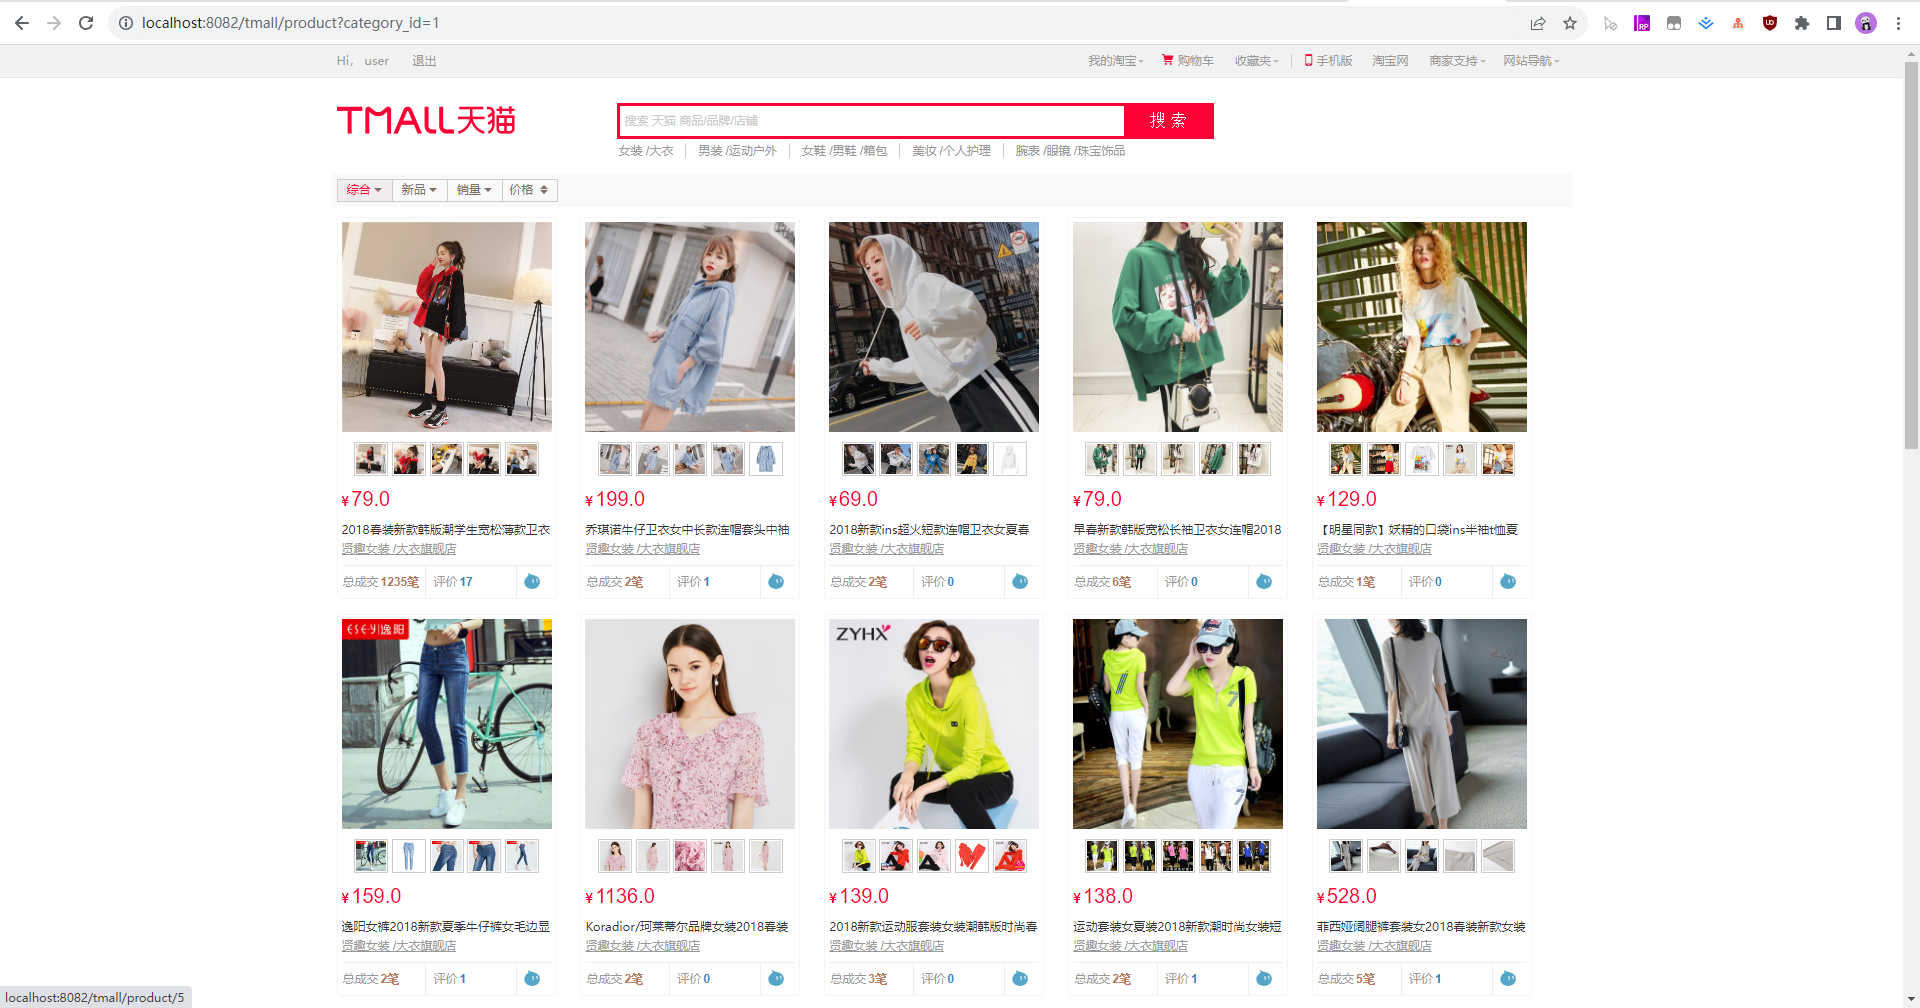 localhost:8082/tmall/product?category_id=1
Hi, user 退出 我的淘宝 购物车 收藏夹 手机版 淘宝网 商家支持 网站导航
TMALL天猫
搜索 天猫 商品/品牌/店铺 搜 索
女装 /大衣 男装 /运动户外 女鞋 /男鞋 /箱包 美妆 /个人护理 腕表 /眼镜 /珠宝饰品
综合 新品 销量 价格
¥79.0 ¥199.0 ¥69.0 ¥79.0 ¥129.0
2018春装新款韩版潮学生宽松薄款卫衣 乔琪诺牛仔卫衣女中长款连帽套头中袖 2018新款ins超火短款连帽卫衣女夏春 早春新款韩版宽松长袖卫衣女连帽2018 【明星同款】妖精的口袋ins半袖t恤夏
贤趣女装 /大衣旗舰店 贤趣女装 /大衣旗舰店 贤趣女装 /大衣旗舰店 贤趣女装 /大衣旗舰店 贤趣女装 /大衣旗舰店
总成交 1235笔 评价 17 总成交 2笔 评价 1 总成交 2笔 评价 0 总成交 6笔 评价 0 总成交 1笔 评价 0
ESEY|逸阳 ZYHX
¥159.0 ¥1136.0 ¥139.0 ¥138.0 ¥528.0
逸阳女裤2018新款夏季牛仔裤女毛边显 Koradior/珂莱蒂尔品牌女装2018春装 2018新款运动服套装女装潮韩版时尚春 运动套装女夏装2018新款潮时尚女装短 菲西娅阔腿裤套装女2018春装新款女装
贤趣女装 /大衣旗舰店 贤趣女装 /大衣旗舰店 贤趣女装 /大衣旗舰店 贤趣女装 /大衣旗舰店 贤趣女装 /大衣旗舰店
总成交 2笔 评价 1 总成交 2笔 评价 0 总成交 3笔 评价 0 总成交 2笔 评价 1 总成交 5笔 评价 1
localhost:8082/tmall/product/5